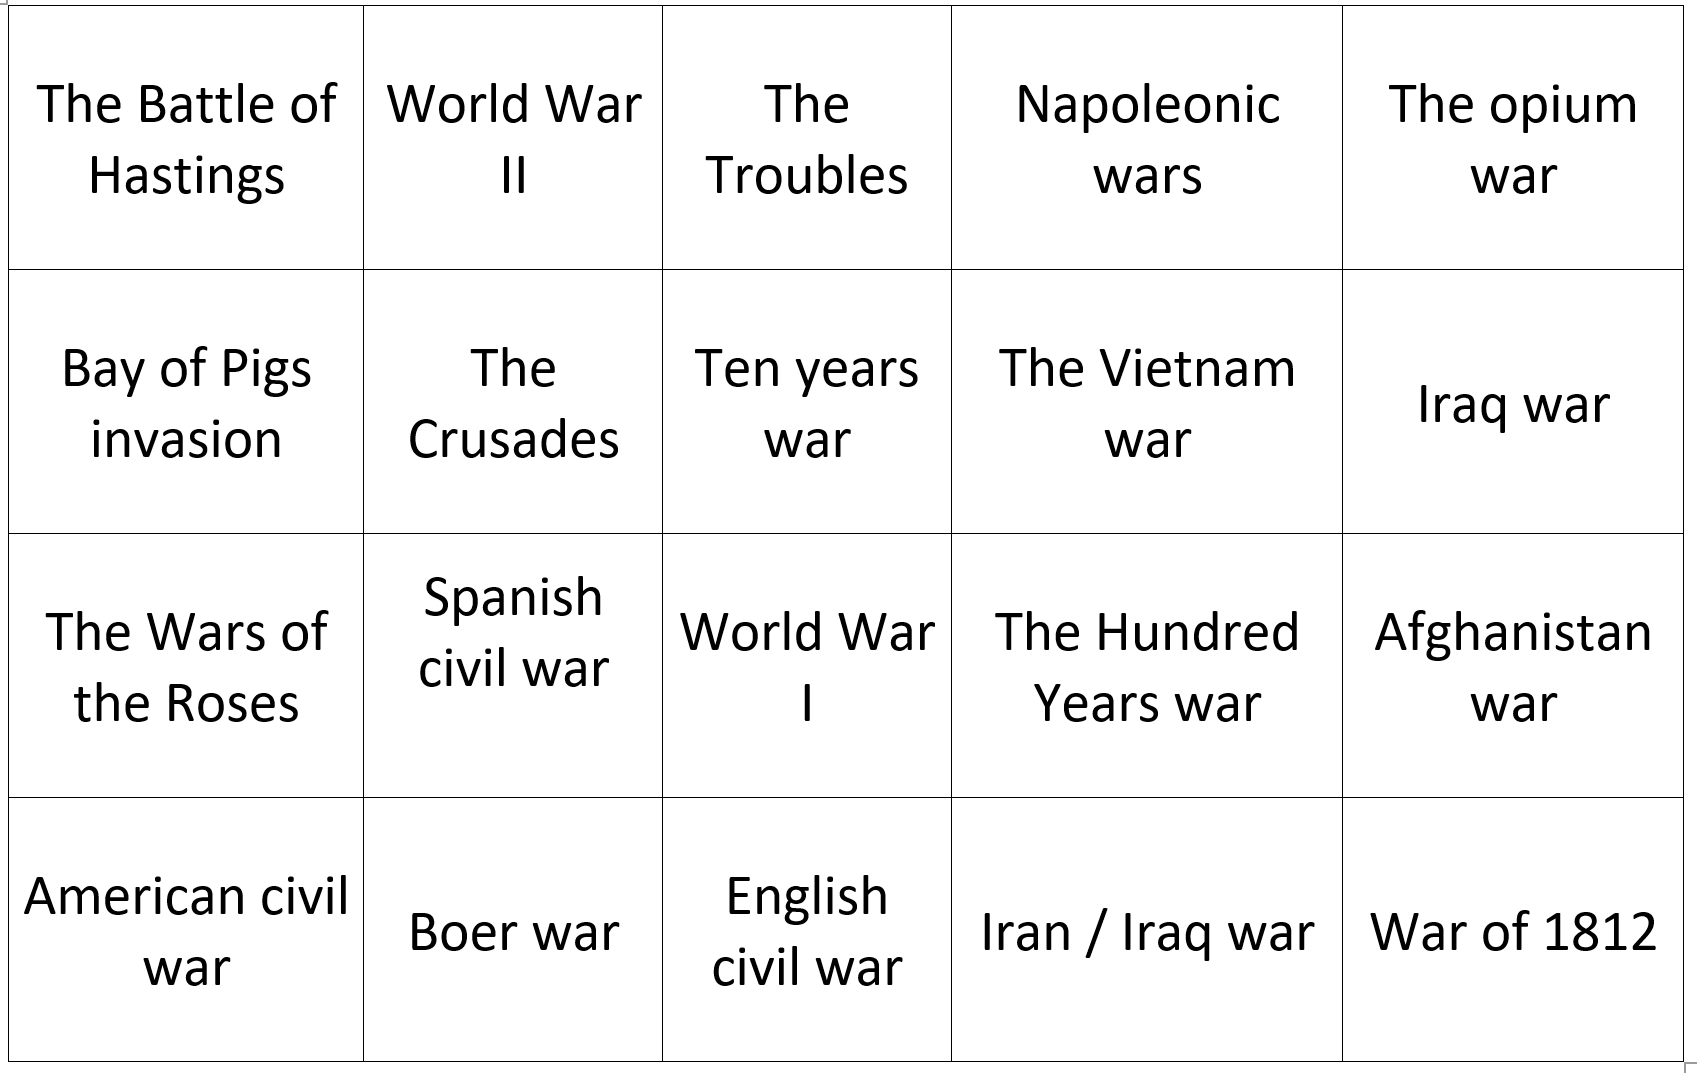 The Battle of
Hastings
World War
II
The
Troubles
Napoleonic
wars
The opium
war
Bay of Pigs
invasion
The
Crusades
Ten years
war
The Vietnam
war
Iraq war
The Wars of
the Roses
Spanish
civil war
World War
I
The Hundred
Years war
Afghanistan
war
American civil
war
Boer war
English
civil war
Iran / Iraq war
War of 1812